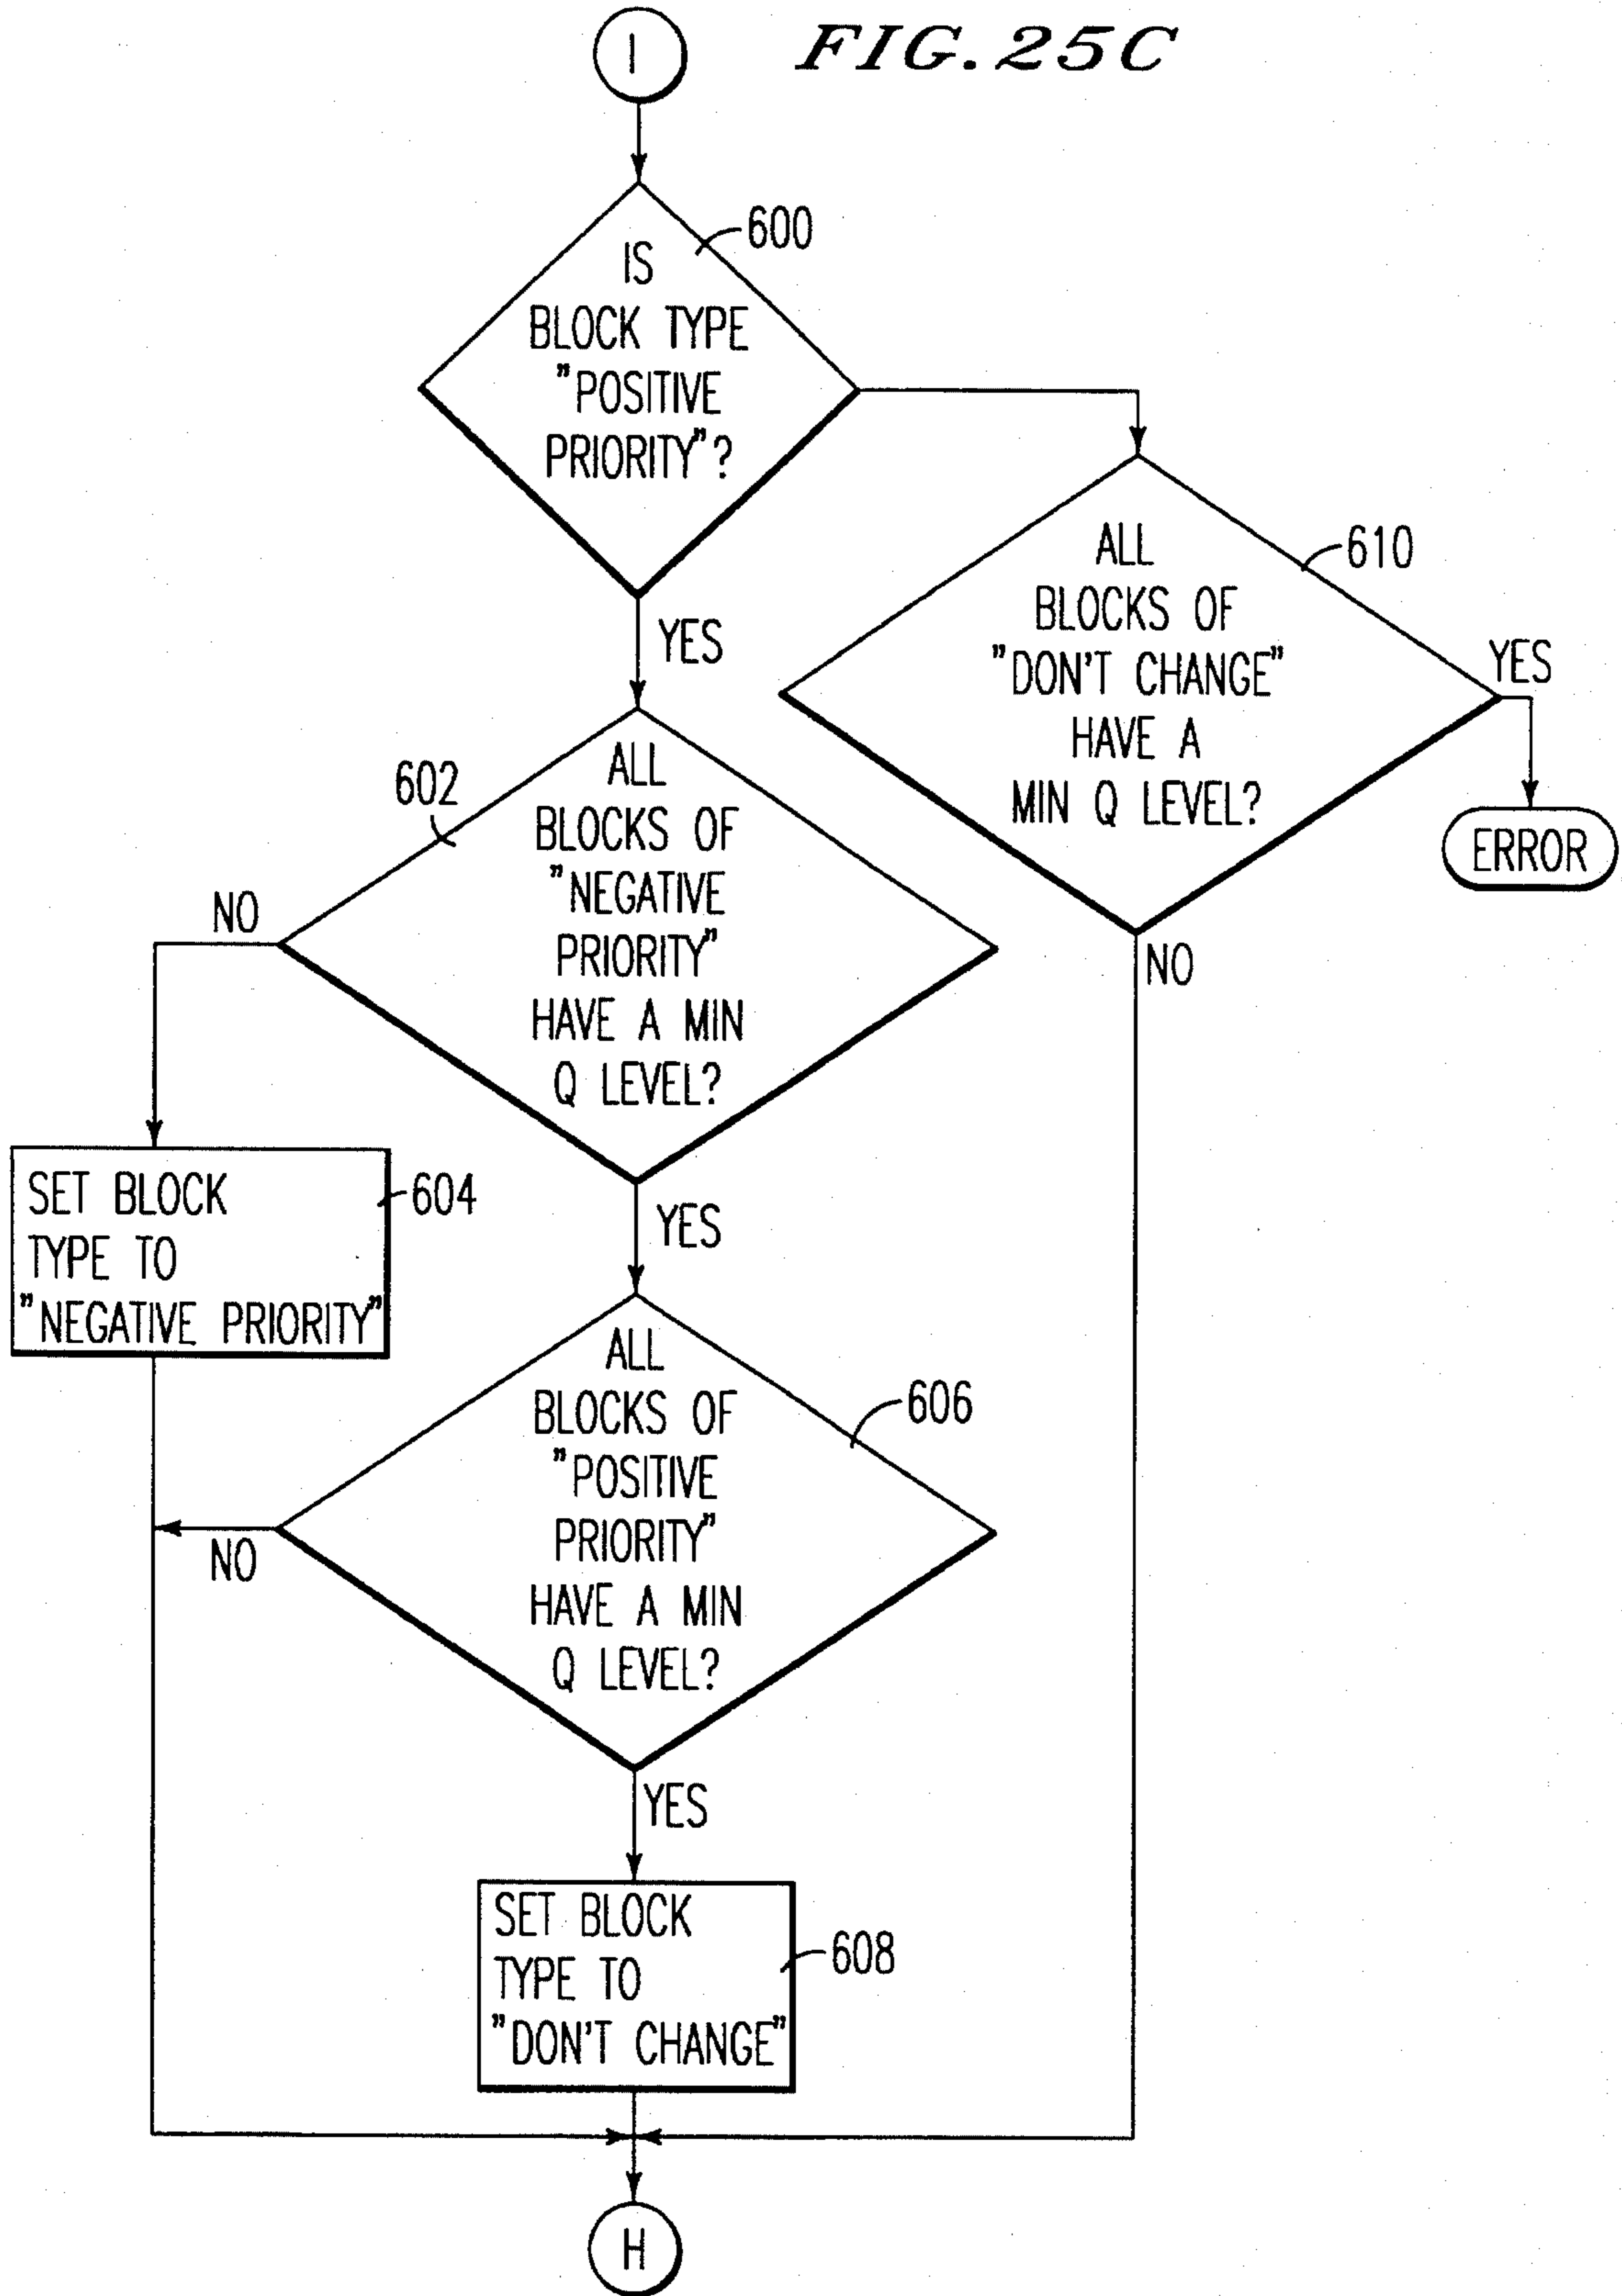 I
FIG. 25C
600
IS
BLOCK TYPE
"POSITIVE
PRIORITY"?
YES
610
ALL
BLOCKS OF
"DON'T CHANGE"
HAVE A
MIN Q LEVEL?
YES
ERROR
NO
602
ALL
BLOCKS OF
"NEGATIVE
PRIORITY"
HAVE A MIN
Q LEVEL?
NO
YES
604
SET BLOCK
TYPE TO
"NEGATIVE PRIORITY"
606
ALL
BLOCKS OF
"POSITIVE
PRIORITY"
HAVE A MIN
Q LEVEL?
NO
YES
608
SET BLOCK
TYPE TO
"DON'T CHANGE"
H